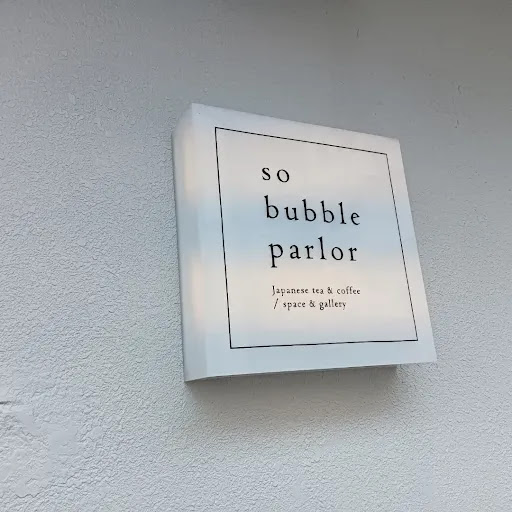 so
bubble
parlor
Japanese tea & coffee
/ space & gallery